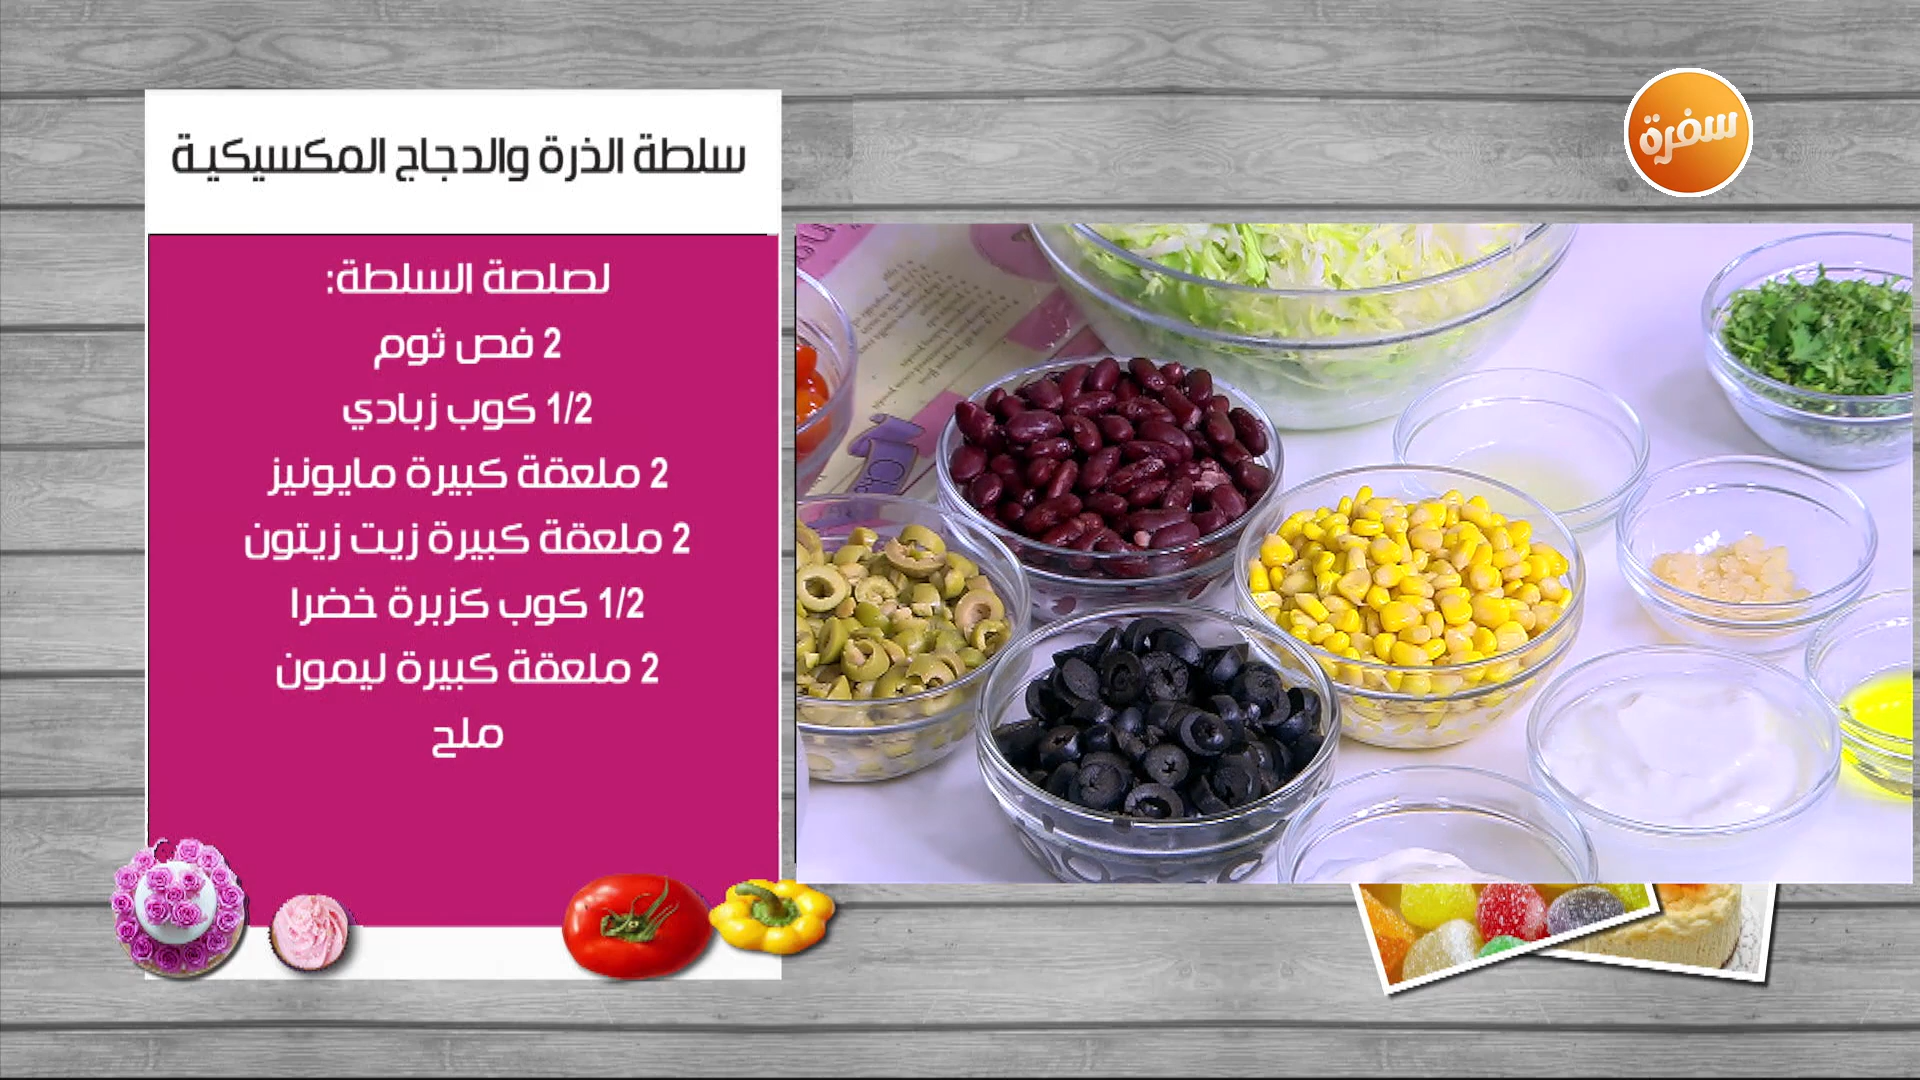 سلطة الذرة والدجاج المكسيكية
لصلصة السلطة:
2 فص ثوم
1/2 كوب زبادي
2 ملعقة كبيرة مايونيز
2 ملعقة كبيرة زيت زيتون
1/2 كوب كزبرة خضرا
2 ملعقة كبيرة ليمون
ملح
سفرة